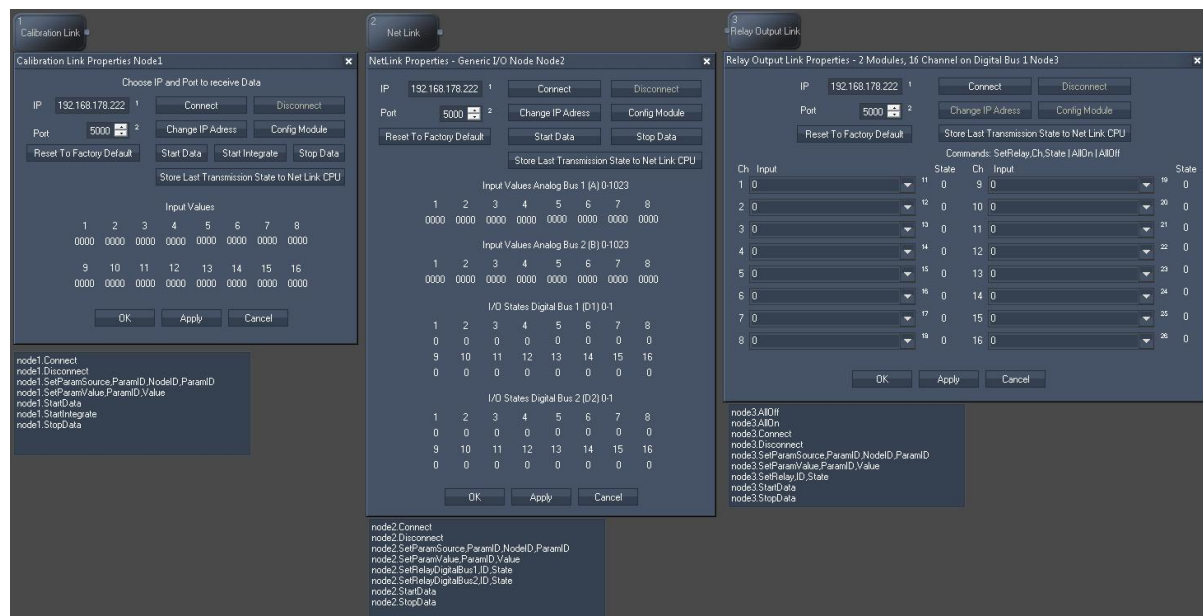 1
Calibration Link
Calibration Link Properties Node1
Choose IP and Port to receive Data
IP 192.168.178.222 1 Connect Disconnect
Port 5000 2 Change IP Adress Config Module
Reset To Factory Default Start Data Start Integrate Stop Data
Store Last Transmission State to Net Link CPU
Input Values
1 2 3 4 5 6 7 8
0000 0000 0000 0000 0000 0000 0000 0000
9 10 11 12 13 14 15 16
0000 0000 0000 0000 0000 0000 0000 0000
OK Apply Cancel
node1.Connect
node1.Disconnect
node1.SetParamSource,ParamID,NodeID,ParamID
node1.SetParamValue,ParamID,Value
node1.StartData
node1.StartIntegrate
node1.StopData
2
Net Link
NetLink Properties - Generic I/O Node Node2
IP 192.168.178.222 1 Connect Disconnect
Port 5000 2 Change IP Adress Config Module
Reset To Factory Default Start Data Stop Data
Store Last Transmission State to Net Link CPU
Input Values Analog Bus 1 (A) 0-1023
1 2 3 4 5 6 7 8
0000 0000 0000 0000 0000 0000 0000 0000
Input Values Analog Bus 2 (B) 0-1023
1 2 3 4 5 6 7 8
0000 0000 0000 0000 0000 0000 0000 0000
I/O States Digital Bus 1 (D1) 0-1
1 2 3 4 5 6 7 8
0 0 0 0 0 0 0 0
9 10 11 12 13 14 15 16
0 0 0 0 0 0 0 0
I/O States Digital Bus 2 (D2) 0-1
1 2 3 4 5 6 7 8
0 0 0 0 0 0 0 0
9 10 11 12 13 14 15 16
0 0 0 0 0 0 0 0
OK Apply Cancel
node2.Connect
node2.Disconnect
node2.SetParamSource,ParamID,NodeID,ParamID
node2.SetParamValue,ParamID,Value
node2.SetRelayDigitalBus1,ID,State
node2.SetRelayDigitalBus2,ID,State
node2.StartData
node2.StopData
3
Relay Output Link
Relay Output Link Properties - 2 Modules, 16 Channel on Digital Bus 1 Node3
IP 192.168.178.222 1 Connect Disconnect
Port 5000 2 Change IP Adress Config Module
Reset To Factory Default Store Last Transmission State to Net Link CPU
Commands: SetRelay,Ch,State | AllOn | AllOff
Ch Input State Ch Input State
1 0 11 0 9 0 19 0
2 0 12 0 10 0 20 0
3 0 13 0 11 0 21 0
4 0 14 0 12 0 22 0
5 0 15 0 13 0 23 0
6 0 16 0 14 0 24 0
7 0 17 0 15 0 25 0
8 0 18 0 16 0 26 0
OK Apply Cancel
node3.AllOff
node3.AllOn
node3.Connect
node3.Disconnect
node3.SetParamSource,ParamID,NodeID,ParamID
node3.SetParamValue,ParamID,Value
node3.SetRelay,ID,State
node3.StartData
node3.StopData